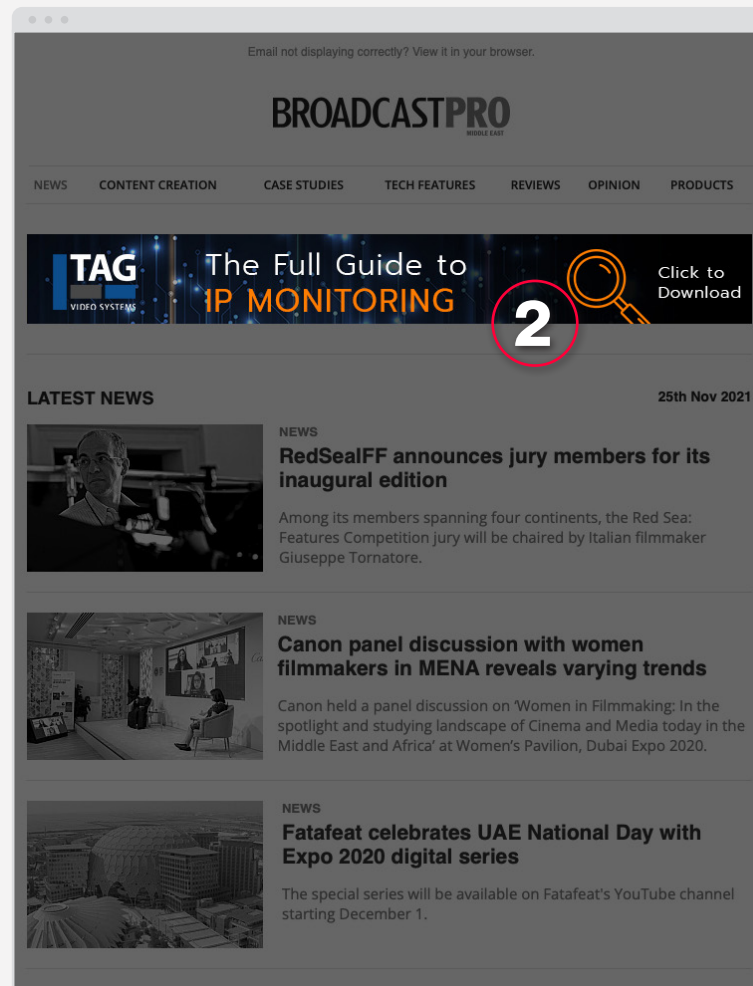 Email not displaying correctly? View it in your browser.
BROADCASTPRO
MIDDLE EAST
NEWS CONTENT CREATION CASE STUDIES TECH FEATURES REVIEWS OPINION PRODUCTS
TAG
VIDEO SYSTEMS
The Full Guide to
IP MONITORING
Click to
Download
2
LATEST NEWS
25th Nov 2021
NEWS
RedSeaIFF announces jury members for its
inaugural edition
Among its members spanning four continents, the Red Sea:
Features Competition jury will be chaired by Italian filmmaker
Giuseppe Tornatore.
NEWS
Canon panel discussion with women
filmmakers in MENA reveals varying trends
Canon held a panel discussion on ‘Women in Filmmaking: In the
spotlight and studying landscape of Cinema and Media today in the
Middle East and Africa’ at Women’s Pavilion, Dubai Expo 2020.
NEWS
Fatafeat celebrates UAE National Day with
Expo 2020 digital series
The special series will be available on Fatafeat's YouTube channel
starting December 1.